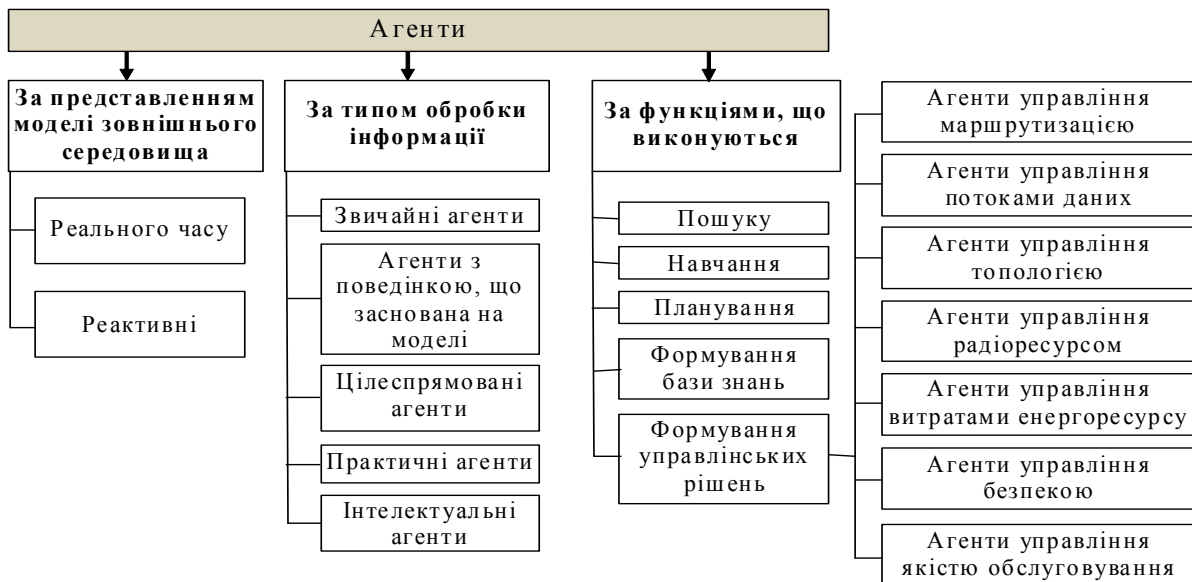 Агенти
За представленням
моделі зовнішнього
середовища
Реального часу
Реактивні
За типом обробки
інформації
Звичайні агенти
Агенти з
поведінкою, що
заснована на
моделі
Цілеспрямовані
агенти
Практичні агенти
Інтелектуальні
агенти
За функціями, що
виконуються
Пошуку
Навчання
Планування
Формування
бази знань
Формування
управлінських
рішень
Агенти управління
маршрутизацією
Агенти управління
потоками даних
Агенти управління
топологією
Агенти управління
радіоресурсом
Агенти управління
витратами енергоресурсу
Агенти управління
безпекою
Агенти управління
якістю обслуговування